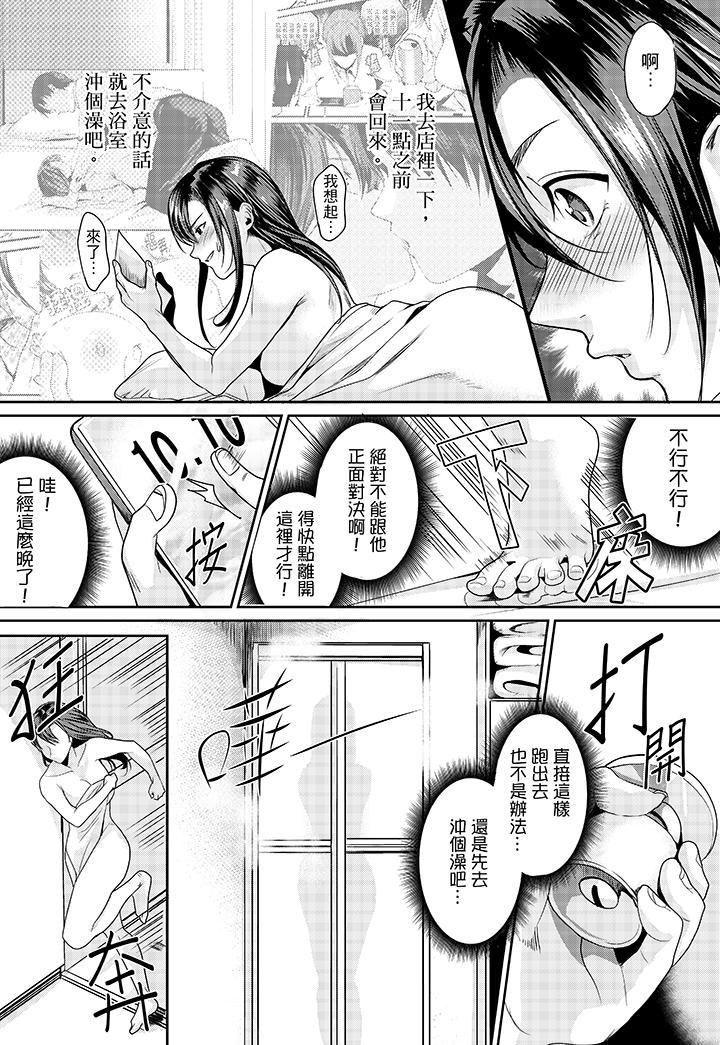 啊…
我去店裡一下，
十一點之前
會回來。
我想起…
不介意的話
就去浴室
沖個澡吧。
來了…
不行不行！
下
床
絕對不能跟他
正面對決啊！
得快點離開
這裡才行！
10:10
按
哇！
已經這麼晚了！
打
開
直接這樣
跑出去
也不是辦法…
還是先去
沖個澡吧…
嘩
狂
奔